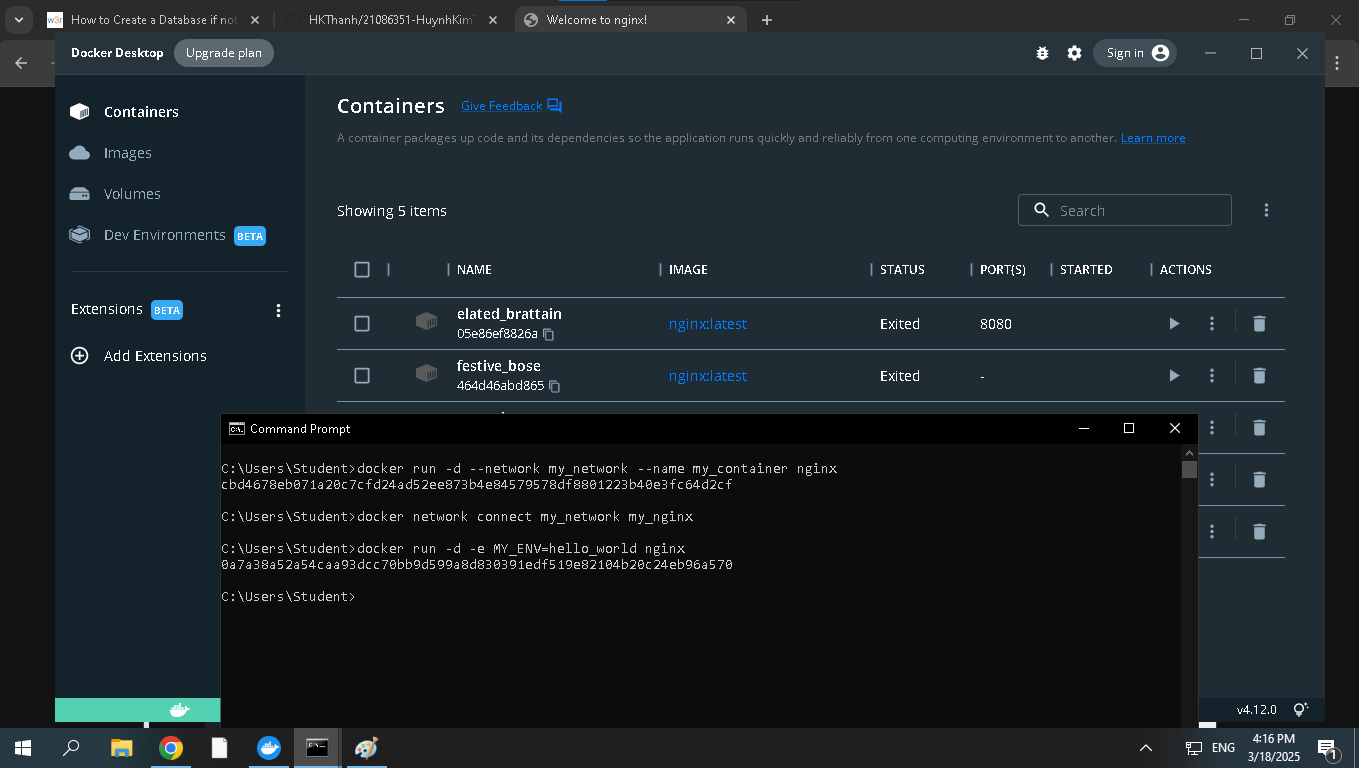 How to Create a Database if not
HKThanh/21086351-HuynhKimT
Welcome to nginx!
Docker Desktop
Upgrade plan
Sign in
Containers
Images
Volumes
Dev Environments
BETA
Extensions
BETA
Add Extensions
Containers
Give Feedback
A container packages up code and its dependencies so the application runs quickly and reliably from one computing environment to another. Learn more
Showing 5 items
Search
NAME
IMAGE
STATUS
PORT(S)
STARTED
ACTIONS
elated_brattain
05e86ef8826a
nginx:latest
Exited
8080
festive_bose
464d46abd865
nginx:latest
Exited
-
Command Prompt
C:\Users\Student>docker run -d --network my_network --name my_container nginx
cbd4678eb071a20c7cfd24ad52ee873b4e84579578df8801223b40e3fc64d2cf
C:\Users\Student>docker network connect my_network my_nginx
C:\Users\Student>docker run -d -e MY_ENV=hello_world nginx
0a7a38a52a54caa93dcc70bb9d599a8d830391edf519e82104b20c24eb96a570
C:\Users\Student>
v4.12.0
ENG
4:16 PM
3/18/2025
1